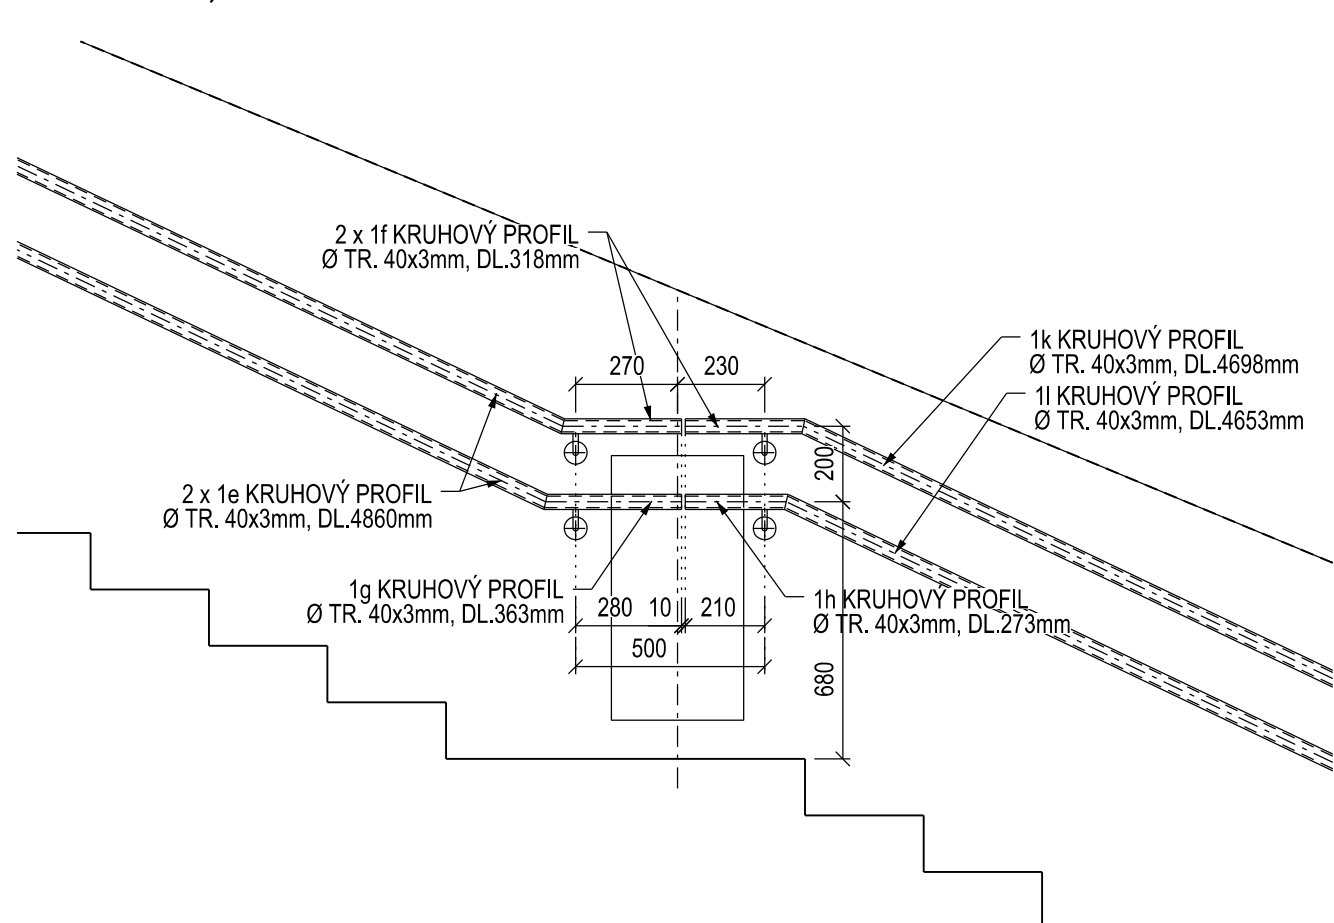 2 x 1f KRUHOVÝ PROFIL
Ø TR. 40x3mm, DL.318mm
1k KRUHOVÝ PROFIL
Ø TR. 40x3mm, DL.4698mm
270
230
1l KRUHOVÝ PROFIL
Ø TR. 40x3mm, DL.4653mm
200
2 x 1e KRUHOVÝ PROFIL
Ø TR. 40x3mm, DL.4860mm
1g KRUHOVÝ PROFIL
Ø TR. 40x3mm, DL.363mm
280
10
210
1h KRUHOVÝ PROFIL
Ø TR. 40x3mm, DL.273mm
500
680